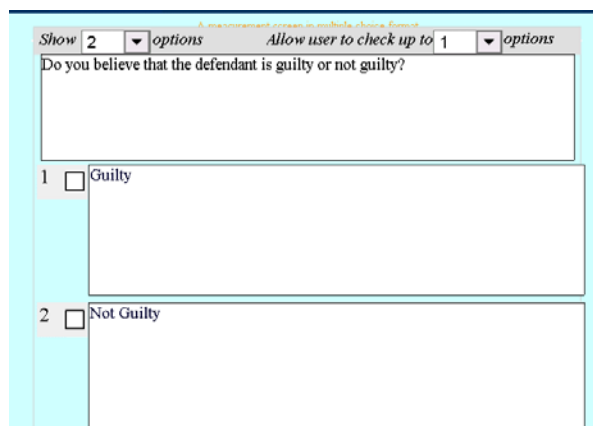 A measurement screen in multiple choice format
Show 2 options Allow user to check up to 1 options
Do you believe that the defendant is guilty or not guilty?
1 Guilty
2 Not Guilty